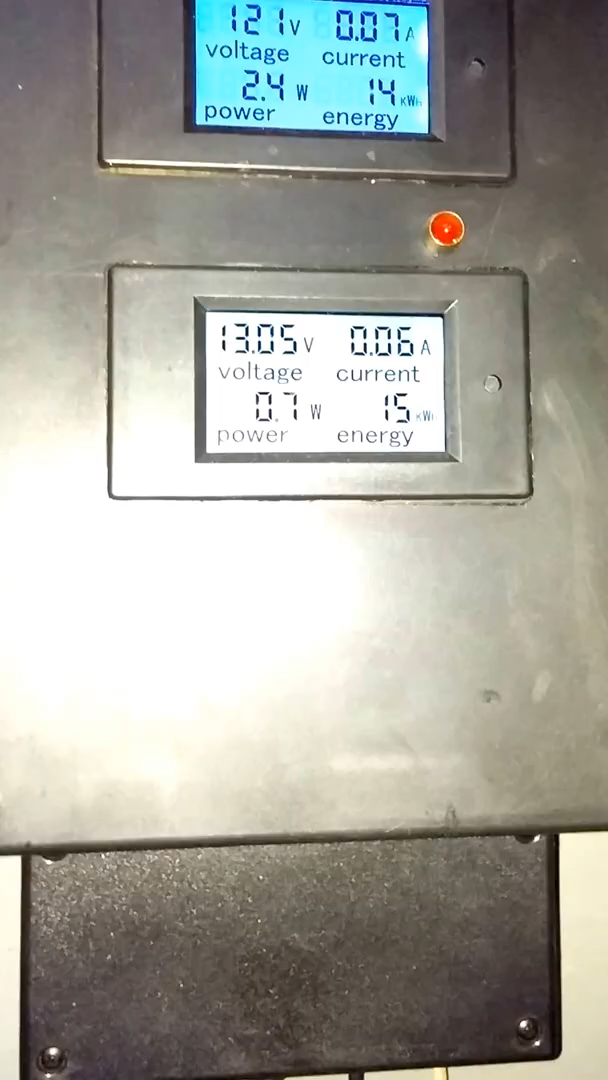 121V 0.07A
voltage current
2.4 W 14 KWh
power energy
13.05V 0.06 A
voltage current
0.7 W 15 KWh
power energy